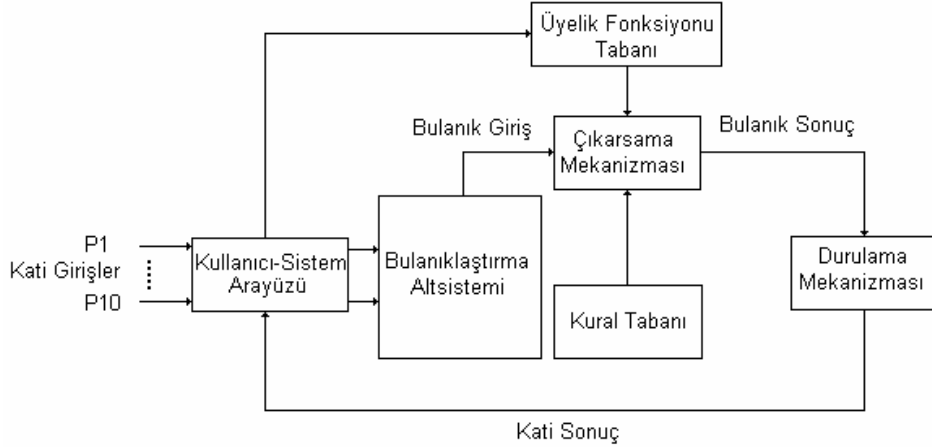 Üyelik Fonksiyonu
Tabanı
Bulanık Giriş
Çıkarsama
Mekanizması
Bulanık Sonuç
P1
Kati Girişler
P10
Kullanıcı-Sistem
Arayüzü
Bulanıklaştırma
Altsistemi
Kural Tabanı
Durulama
Mekanizması
Kati Sonuç